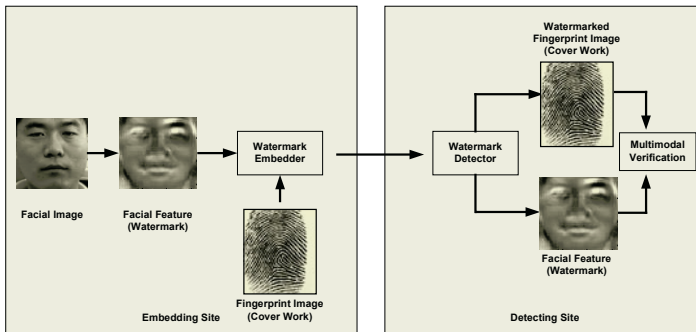 Facial Image
Facial Feature
(Watermark)
Watermark
Embedder
Fingerprint Image
(Cover Work)
Embedding Site
Watermarked
Fingerprint Image
(Cover Work)
Watermark
Detector
Multimodal
Verification
Facial Feature
(Watermark)
Detecting Site